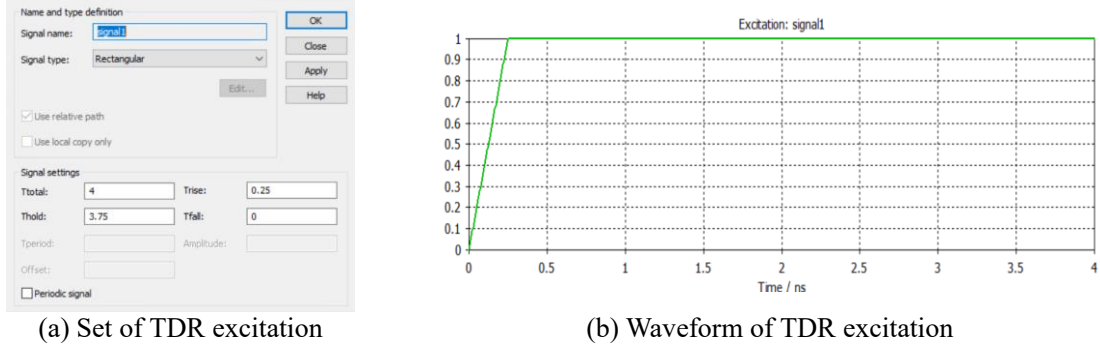 Name and type definition
Signal name: signal1
Signal type: Rectangular
Edit...
Use relative path
Use local copy only
OK
Close
Apply
Help
Signal settings
Ttotal: 4 Trise: 0.25
Thold: 3.75 Tfall: 0
Tperiod: Amplitude:
Offset:
Periodic signal
(a) Set of TDR excitation
Excitation: signal1
1
0.9
0.8
0.7
0.6
0.5
0.4
0.3
0.2
0.1
0
0 0.5 1 1.5 2 2.5 3 3.5 4
Time / ns
(b) Waveform of TDR excitation